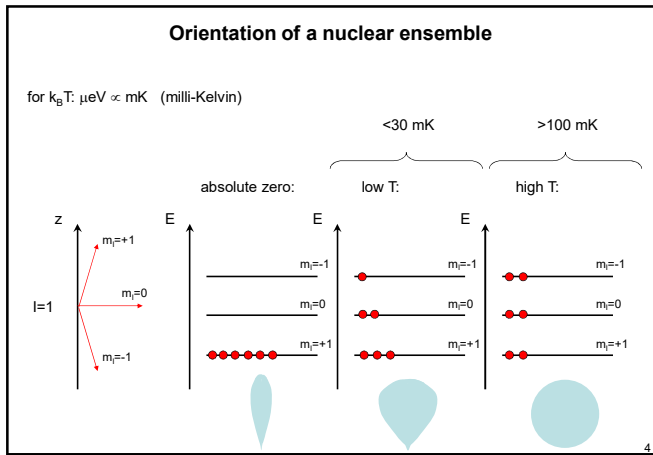 Orientation of a nuclear ensemble
for kBT: μeV ∝ mK (milli-Kelvin)
<30 mK
>100 mK
absolute zero:
low T:
high T:
z
E
E
E
mI=+1
mI=-1
mI=-1
mI=-1
I=1
mI=0
mI=0
mI=0
mI=0
mI=-1
mI=+1
mI=+1
mI=+1
4